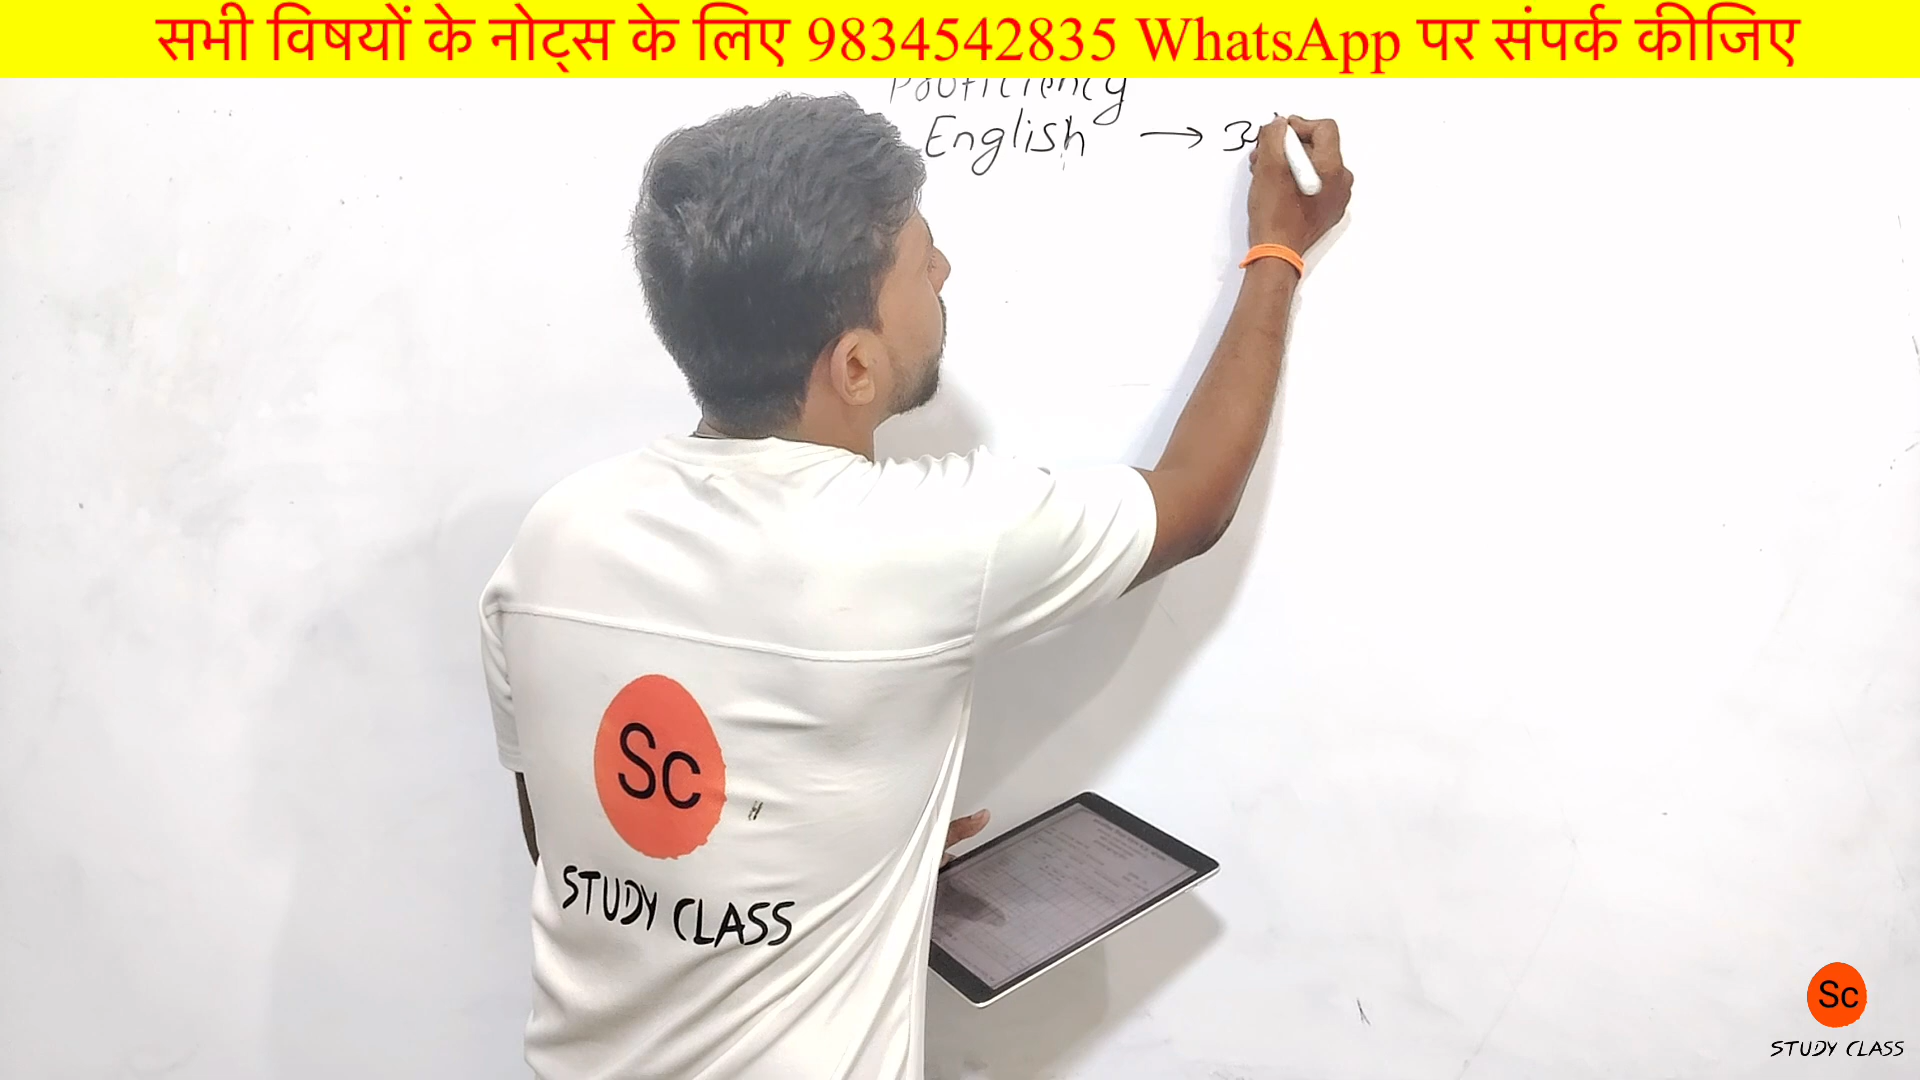 सभी विषयों के नोट्स के लिए 9834542835 WhatsApp पर संपर्क कीजिए
Proficiency
English →
Sc
STUDY CLASS
Sc
STUDY CLASS